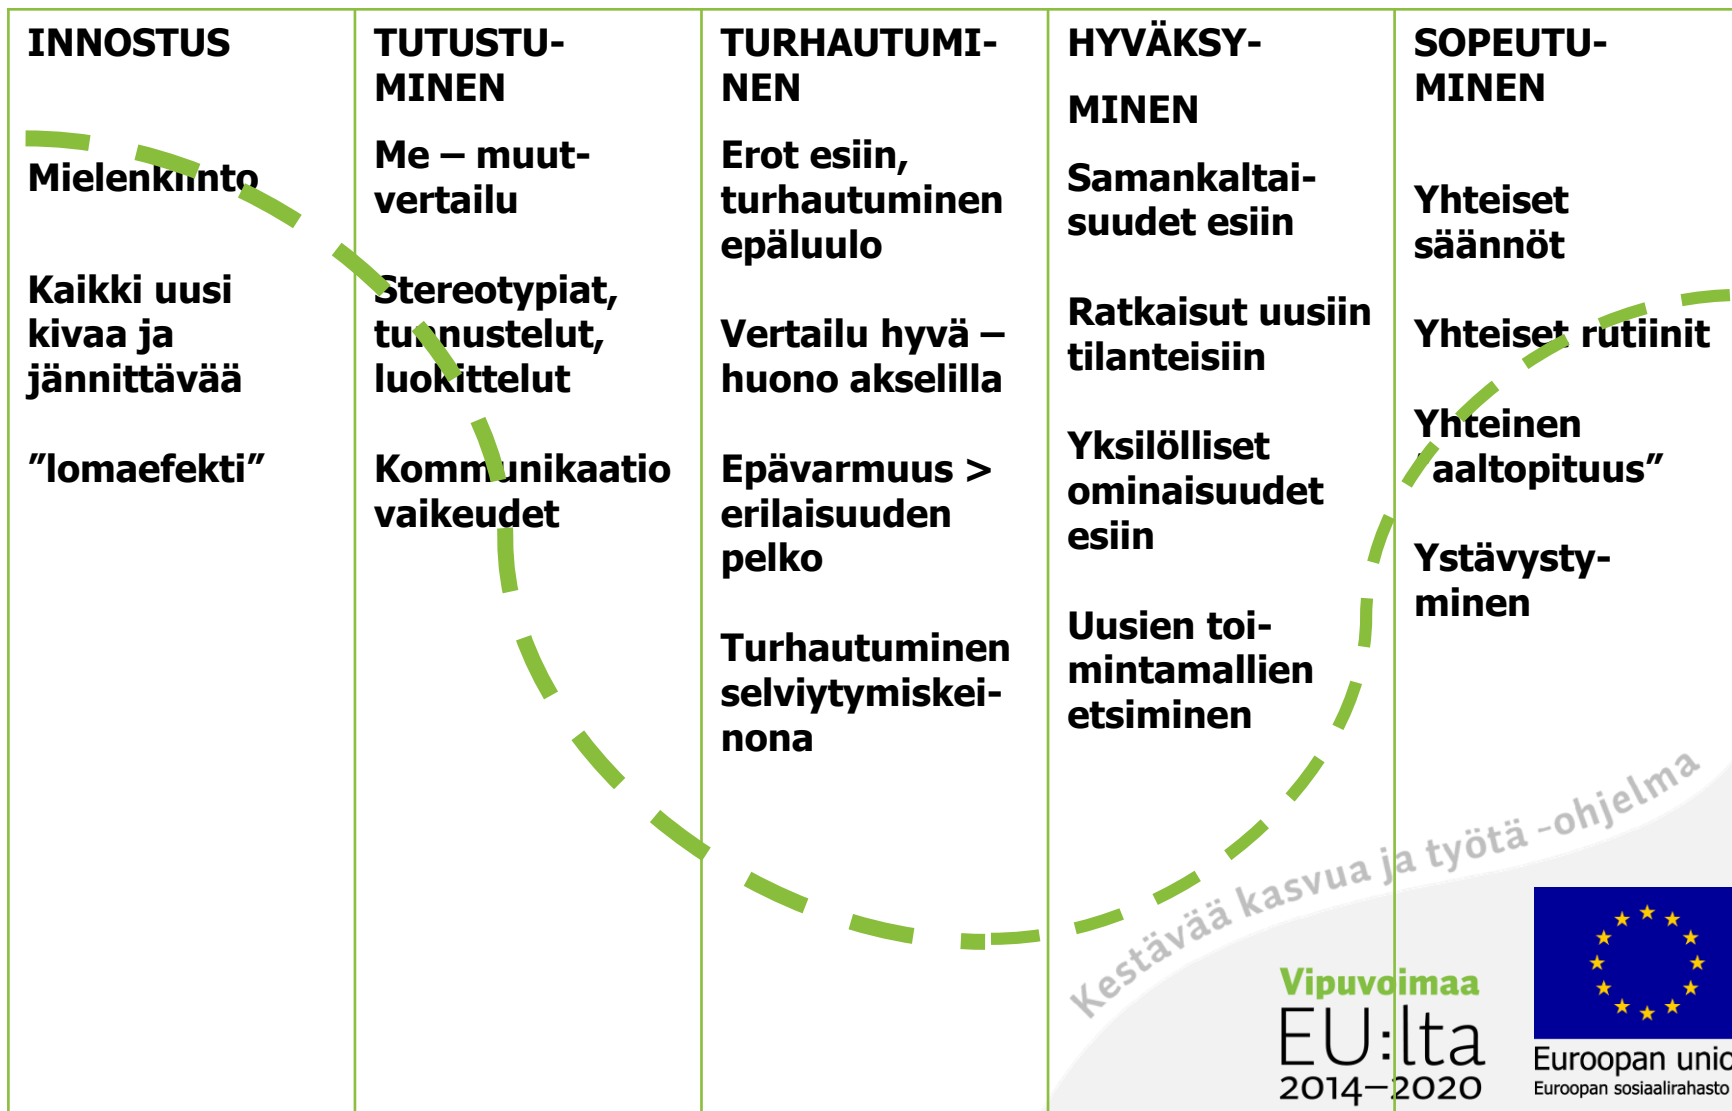 INNOSTUS
Mielenkiinto
Kaikki uusi
kivaa ja
jännittävää
”lomaefekti”
TUTUSTU-
MINEN
Me – muut-
vertailu
Stereotypiat,
tunnustelut,
luokittelut
Kommunikaatio
vaikeudet
TURHAUTUMI-
NEN
Erot esiin,
turhautuminen
epäluulo
Vertailu hyvä –
huono akselilla
Epävarmuus >
erilaisuuden
pelko
Turhautuminen
selviytymiskei-
nona
HYVÄKSY-
MINEN
Samankaltai-
suudet esiin
Ratkaisut uusiin
tilanteisiin
Yksilölliset
ominaisuudet
esiin
Uusien toi-
mintamallien
etsiminen
SOPEUTU-
MINEN
Yhteiset
säännöt
Yhteiset rutiinit
Yhteinen
”aaltopituus”
Ystävysty-
minen
Kestävää kasvua ja työtä -ohjelma
Vipuvoimaa
EU:lta
2014–2020
Euroopan unio
Euroopan sosiaalirahasto